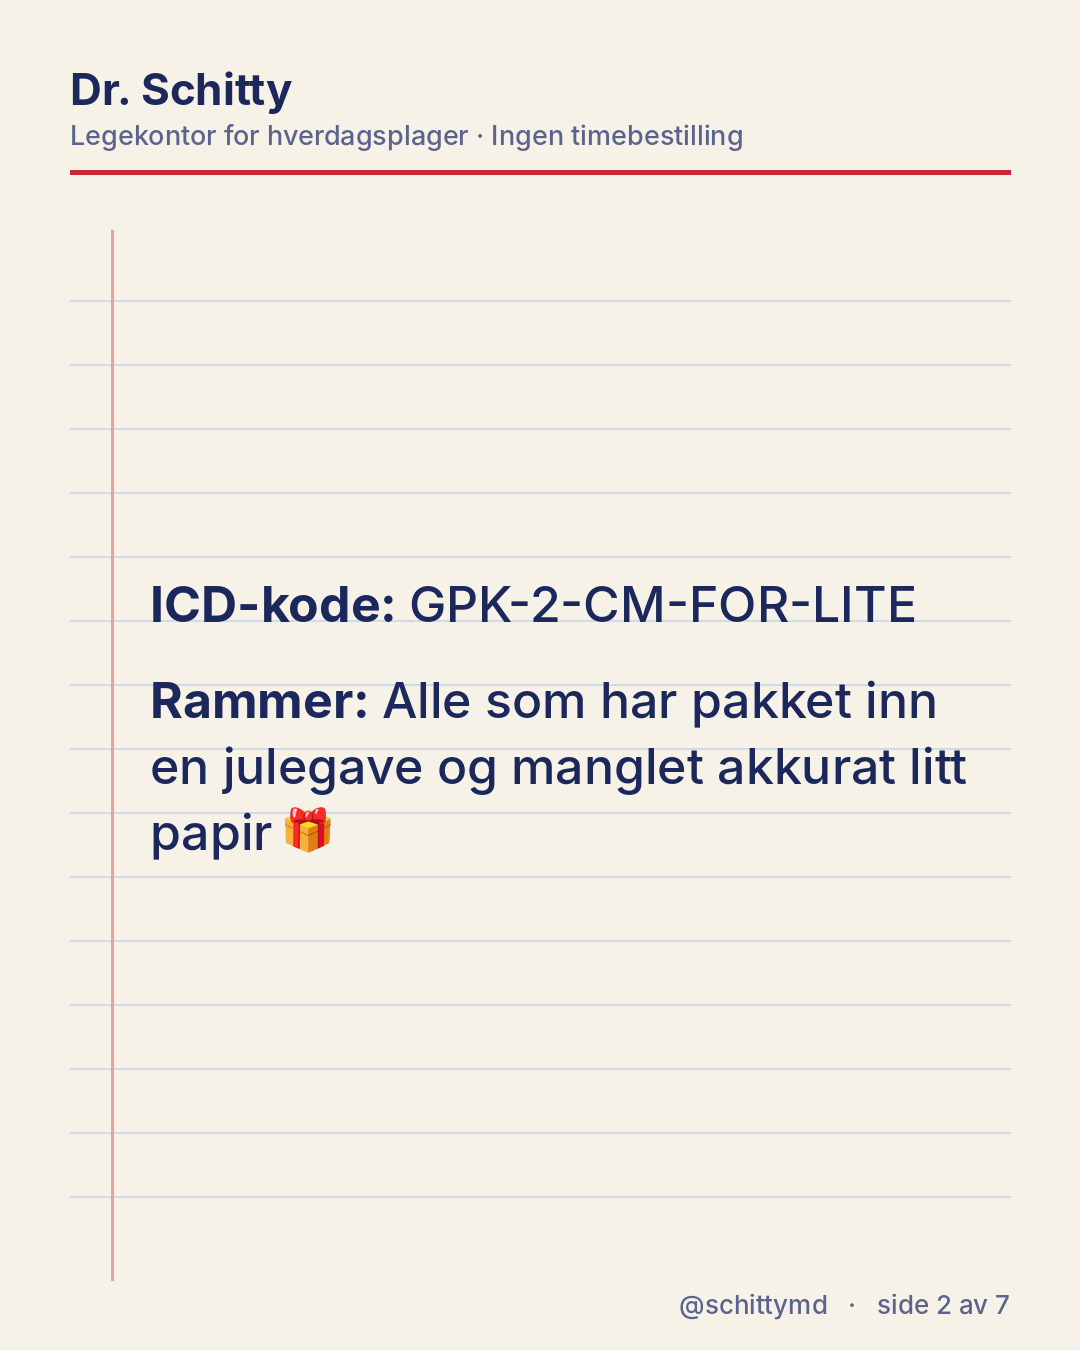 Dr. Schitty
Legekontor for hverdagsplager · Ingen timebestilling
ICD-kode: GPK-2-CM-FOR-LITE
Rammer: Alle som har pakket inn
en julegave og manglet akkurat litt
papir 🎁
@schittymd · side 2 av 7